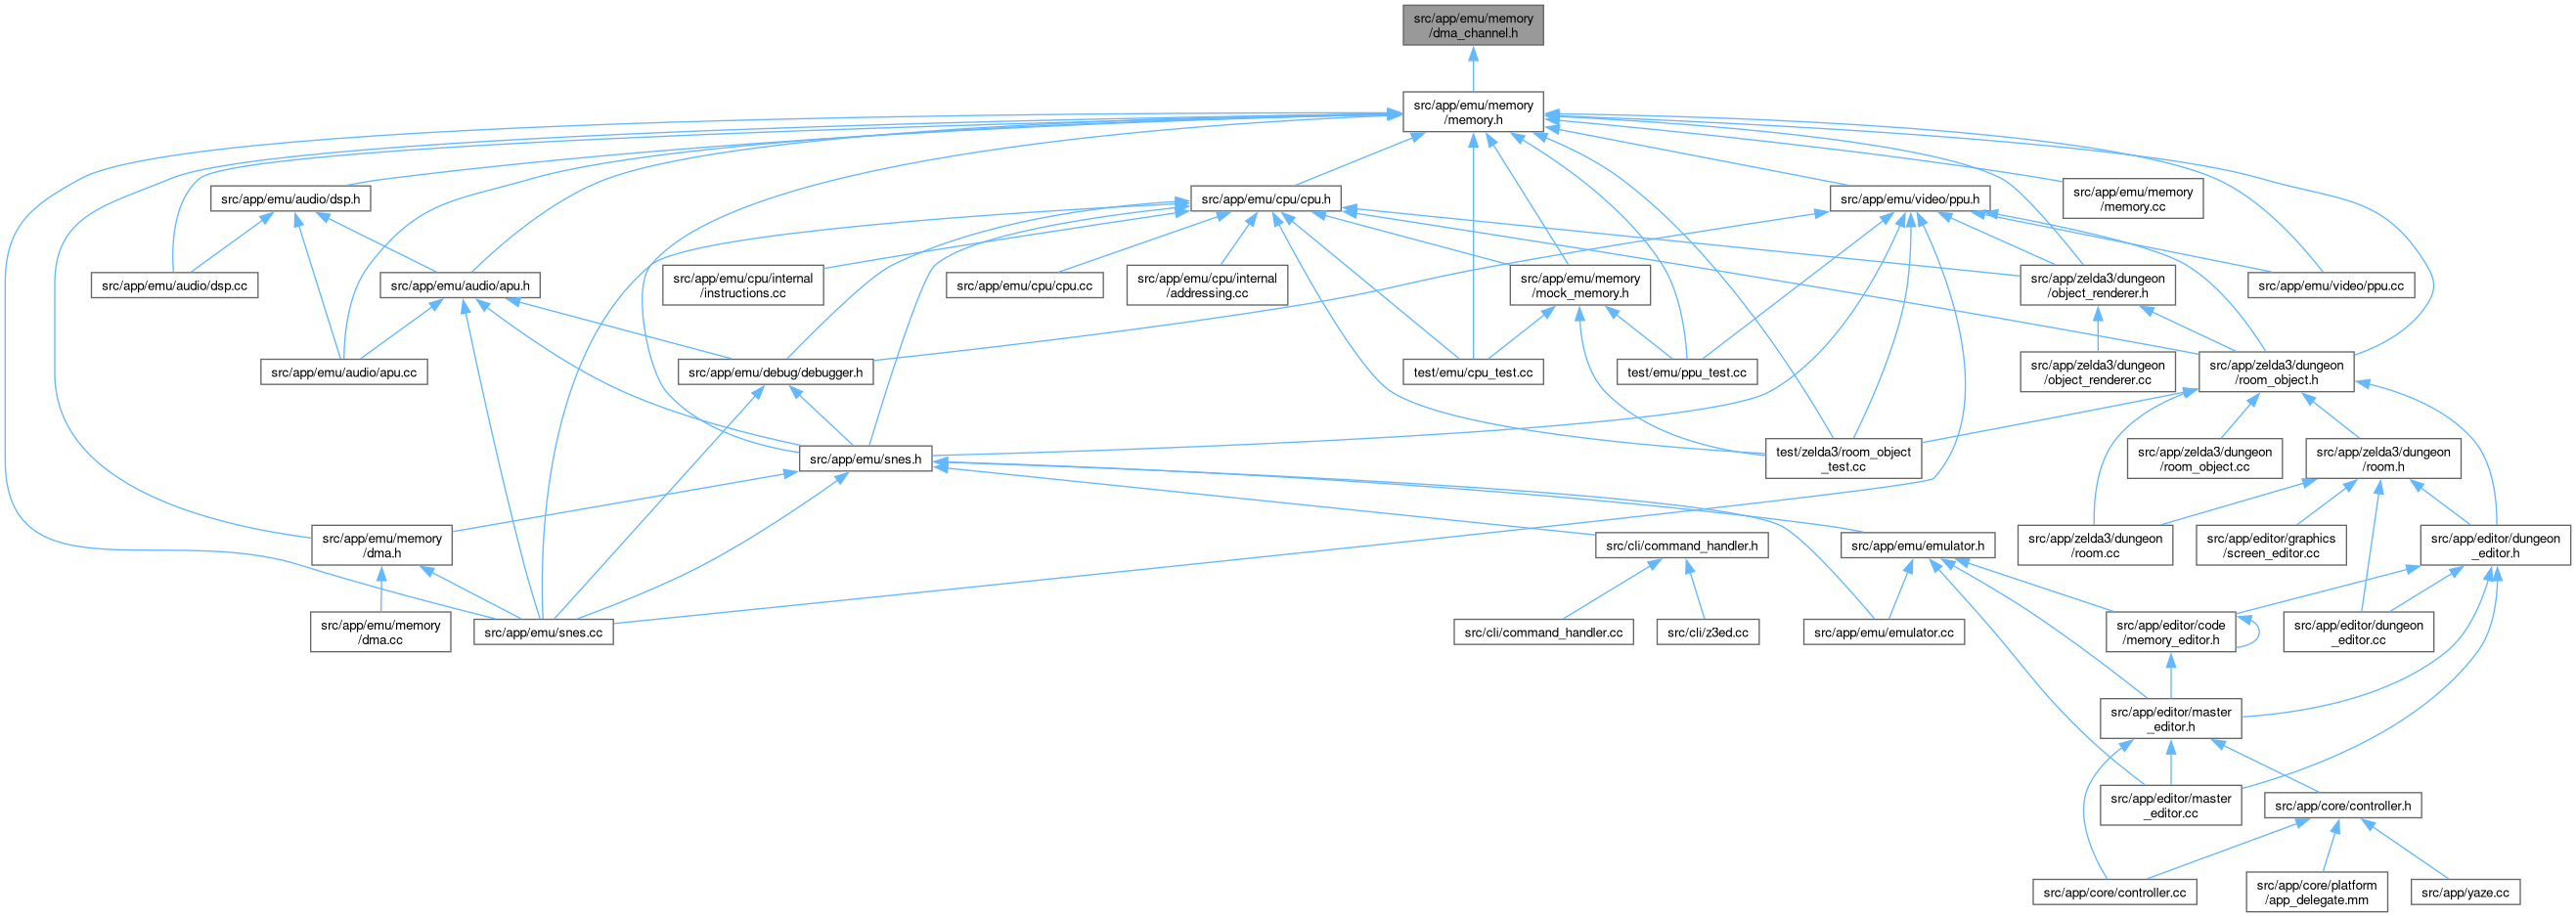 src/app/emu/memory
/dma_channel.h
src/app/emu/memory
/memory.h
src/app/emu/audio/dsp.h
src/app/emu/cpu/cpu.h
src/app/emu/video/ppu.h
src/app/emu/memory
/memory.cc
src/app/emu/audio/dsp.cc
src/app/emu/audio/apu.h
src/app/emu/cpu/internal
/instructions.cc
src/app/emu/cpu/cpu.cc
src/app/emu/cpu/internal
/addressing.cc
src/app/emu/memory
/mock_memory.h
src/app/zelda3/dungeon
/object_renderer.h
src/app/emu/video/ppu.cc
src/app/emu/audio/apu.cc
src/app/emu/debug/debugger.h
test/emu/cpu_test.cc
test/emu/ppu_test.cc
src/app/zelda3/dungeon
/object_renderer.cc
src/app/zelda3/dungeon
/room_object.h
src/app/emu/snes.h
test/zelda3/room_object
_test.cc
src/app/zelda3/dungeon
/room_object.cc
src/app/zelda3/dungeon
/room.h
src/app/emu/memory
/dma.h
src/cli/command_handler.h
src/app/emu/emulator.h
src/app/zelda3/dungeon
/room.cc
src/app/editor/graphics
/screen_editor.cc
src/app/editor/dungeon
_editor.h
src/app/emu/memory
/dma.cc
src/app/emu/snes.cc
src/cli/command_handler.cc
src/cli/z3ed.cc
src/app/emu/emulator.cc
src/app/editor/code
/memory_editor.h
src/app/editor/dungeon
_editor.cc
src/app/editor/master
_editor.h
src/app/editor/master
_editor.cc
src/app/core/controller.h
src/app/core/controller.cc
src/app/core/platform
/app_delegate.mm
src/app/yaze.cc